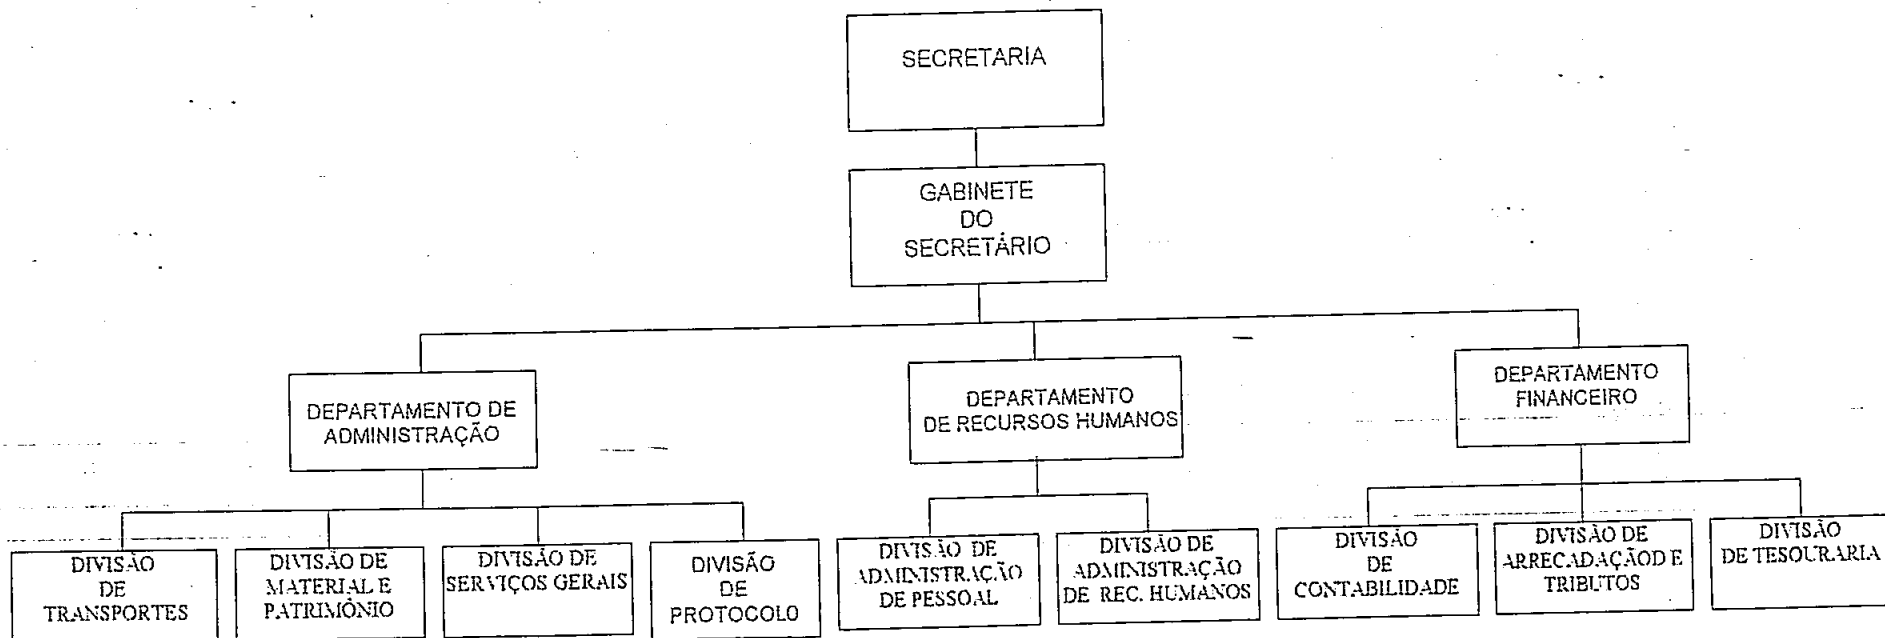 SECRETARIA
GABINETE
DO
SECRETÁRIO
DEPARTAMENTO DE
ADMINISTRAÇÃO
DEPARTAMENTO
DE RECURSOS HUMANOS
DEPARTAMENTO
FINANCEIRO
DIVISÃO
DE
TRANSPORTES
DIVISÃO DE
MATERIAL E
PATRIMÔNIO
DIVISÃO DE
SERVIÇOS GERAIS
DIVISÃO
DE
PROTOCOLO
DIVISÃO DE
ADMINISTRAÇÃO
DE PESSOAL
DIVISÃO DE
ADMINISTRAÇÃO
DE REC. HUMANOS
DIVISÃO
DE
CONTABILIDADE
DIVISÃO DE
ARRECADAÇÃOD E
TRIBUTOS
DIVISÃO
DE TESOURARIA